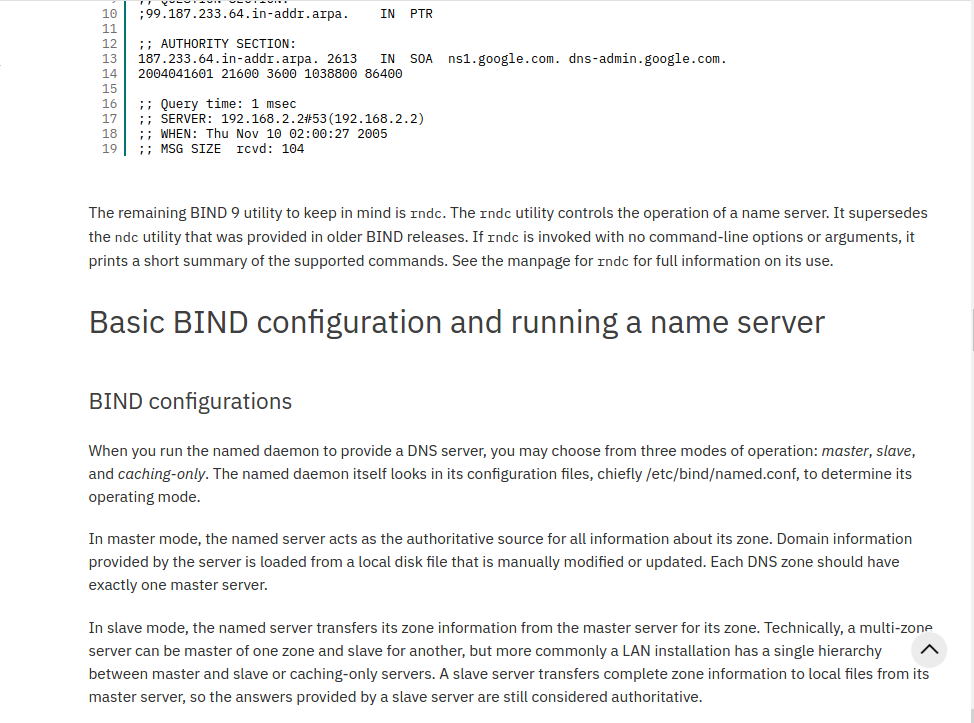 9 ;; QUESTION SECTION:
10 ;99.187.233.64.in-addr.arpa. IN PTR
11
12 ;; AUTHORITY SECTION:
13 187.233.64.in-addr.arpa. 2613 IN SOA ns1.google.com. dns-admin.google.com.
14 2004041601 21600 3600 1038800 86400
15
16 ;; Query time: 1 msec
17 ;; SERVER: 192.168.2.2#53(192.168.2.2)
18 ;; WHEN: Thu Nov 10 02:00:27 2005
19 ;; MSG SIZE rcvd: 104
The remaining BIND 9 utility to keep in mind is rndc. The rndc utility controls the operation of a name server. It supersedes
the ndc utility that was provided in older BIND releases. If rndc is invoked with no command-line options or arguments, it
prints a short summary of the supported commands. See the manpage for rndc for full information on its use.
Basic BIND configuration and running a name server
BIND configurations
When you run the named daemon to provide a DNS server, you may choose from three modes of operation: master, slave,
and caching-only. The named daemon itself looks in its configuration files, chiefly /etc/bind/named.conf, to determine its
operating mode.
In master mode, the named server acts as the authoritative source for all information about its zone. Domain information
provided by the server is loaded from a local disk file that is manually modified or updated. Each DNS zone should have
exactly one master server.
In slave mode, the named server transfers its zone information from the master server for its zone. Technically, a multi-zone
server can be master of one zone and slave for another, but more commonly a LAN installation has a single hierarchy
between master and slave or caching-only servers. A slave server transfers complete zone information to local files from its
master server, so the answers provided by a slave server are still considered authoritative.